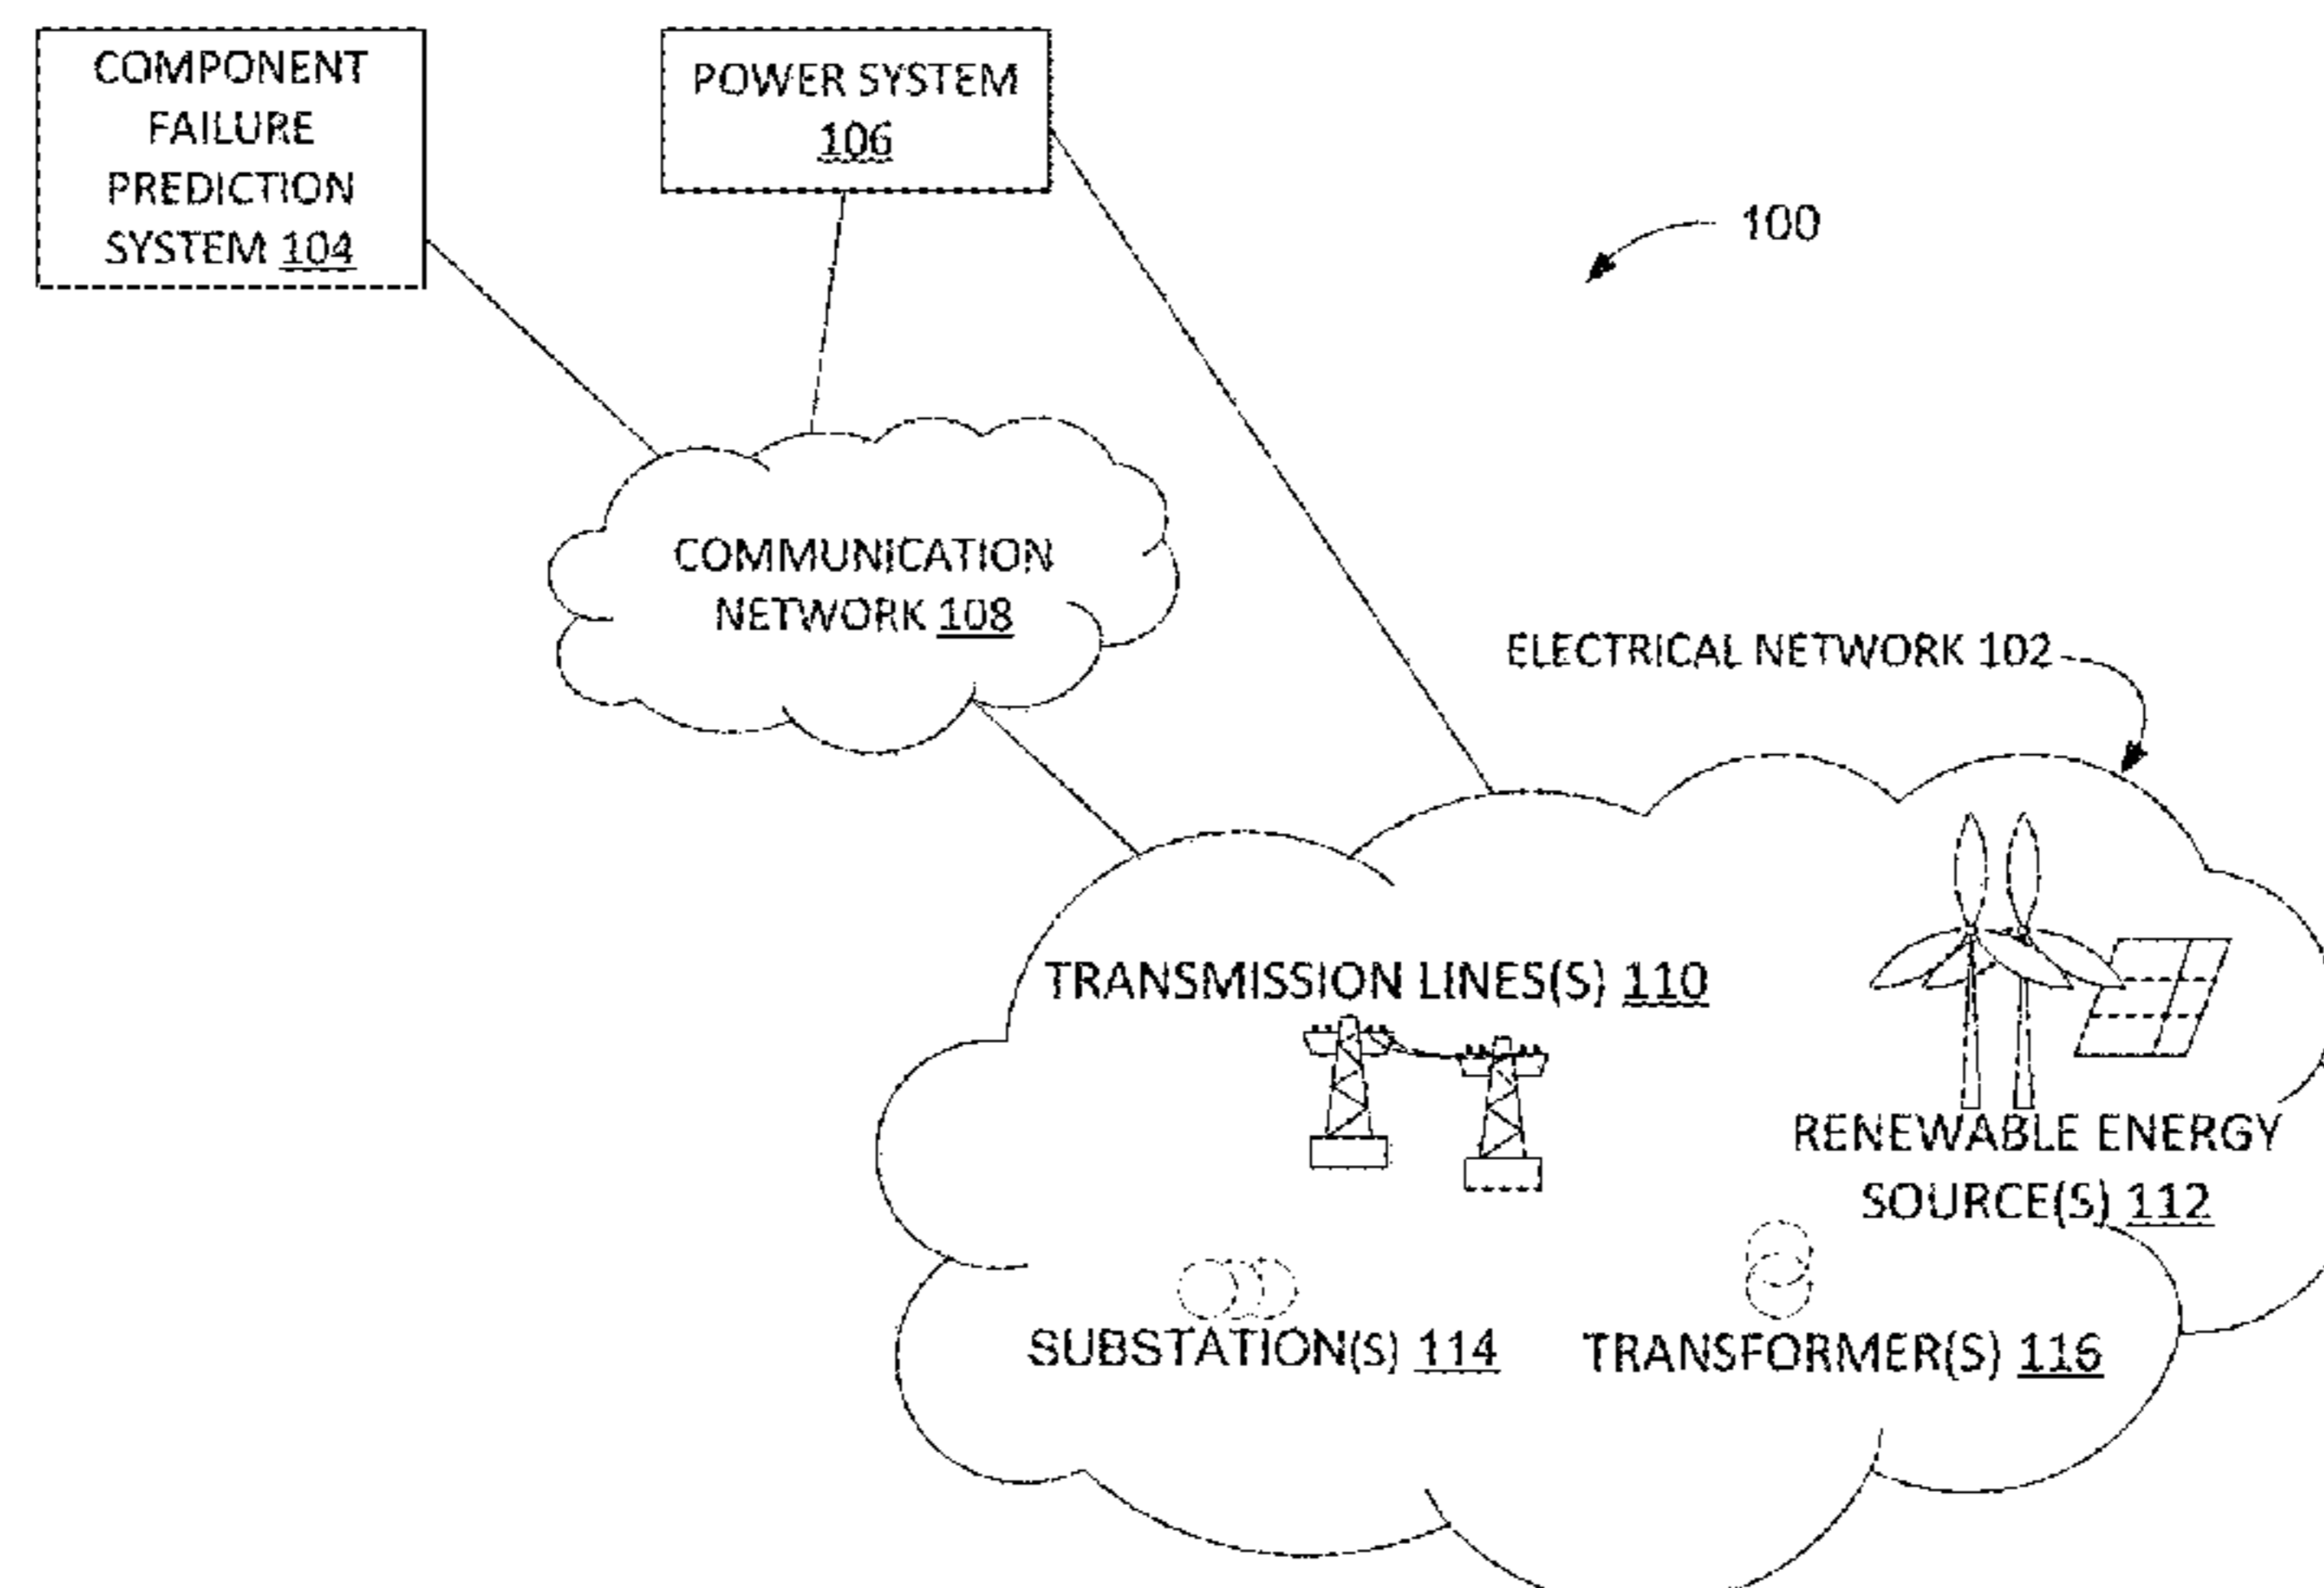 COMPONENT
FAILURE
PREDICTION
SYSTEM 104
POWER SYSTEM
106
100
COMMUNICATION
NETWORK 108
ELECTRICAL NETWORK 102
TRANSMISSION LINES(S) 110
RENEWABLE ENERGY
SOURCE(S) 112
SUBSTATION(S) 114
TRANSFORMER(S) 116